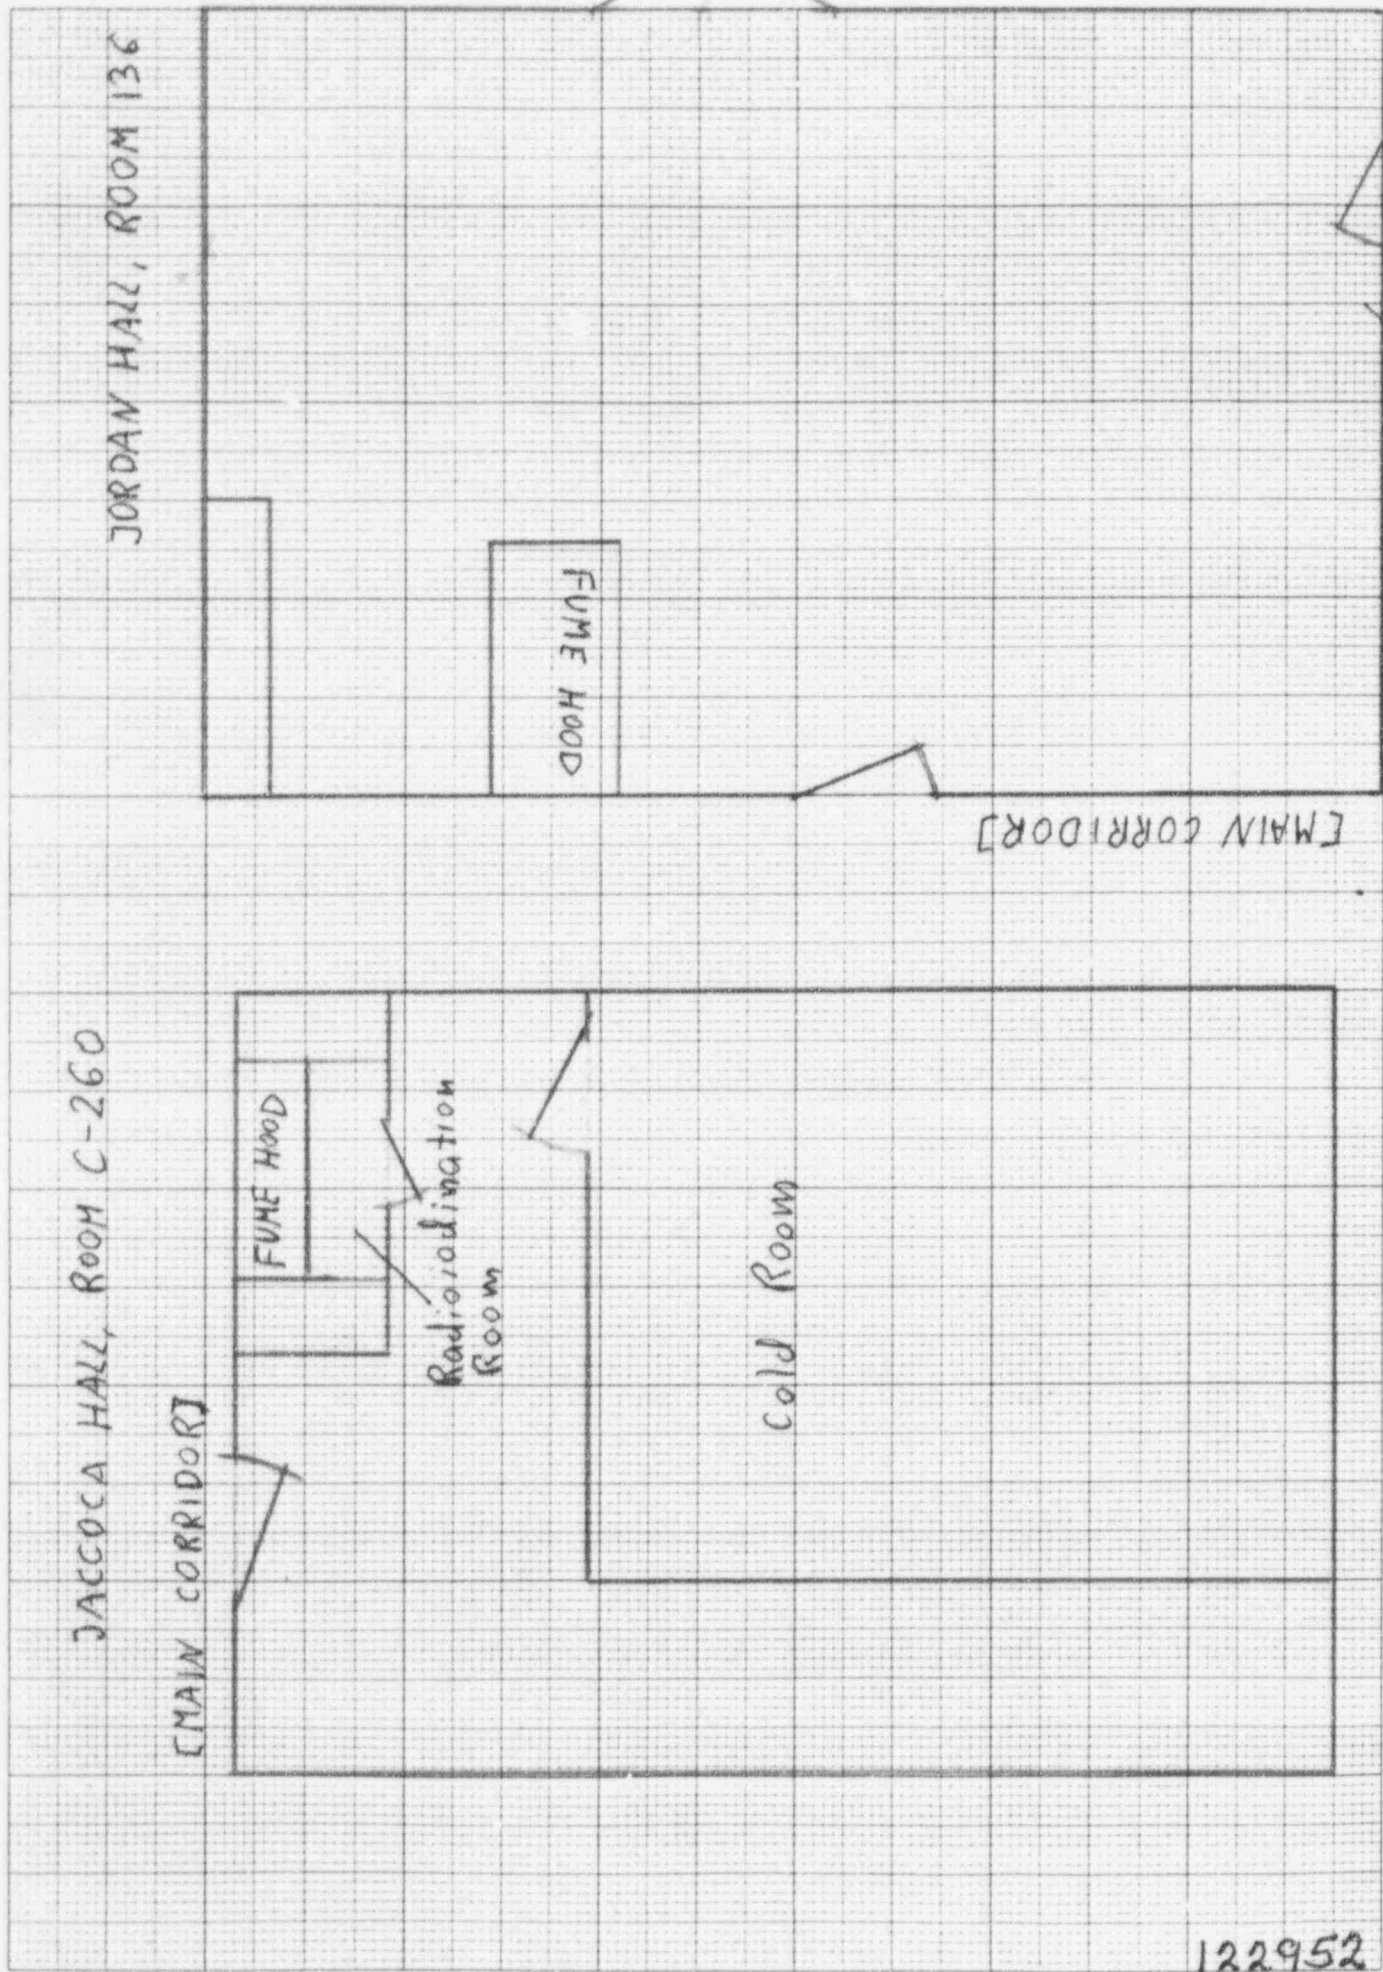 JORDAN HALL, ROOM 136
FUME HOOD
[MAIN CORRIDOR]
JACOCCA HALL, ROOM C-260
[MAIN CORRIDOR]
FUME HOOD
Radioiodination
Room
Cold Room
122952